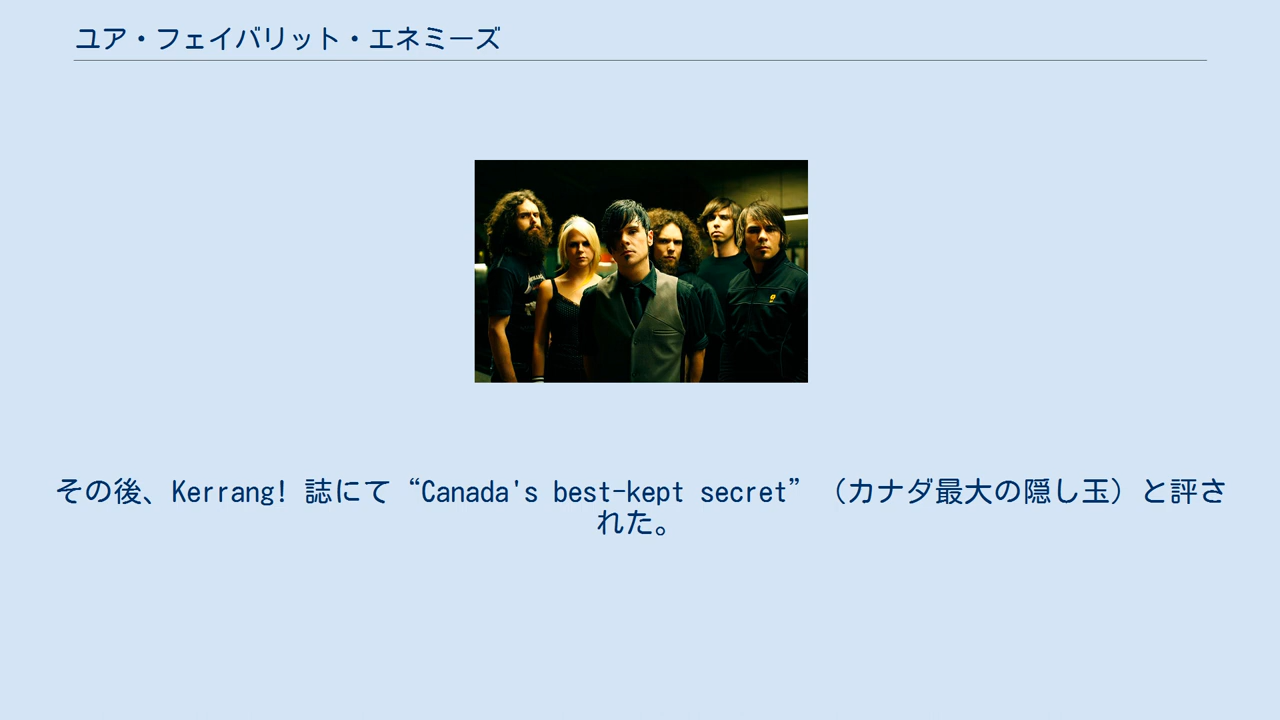 ユア・フェイバリット・エネミーズ
その後、Kerrang! 誌にて“Canada's best-kept secret”（カナダ最大の隠し玉）と評さ
れた。